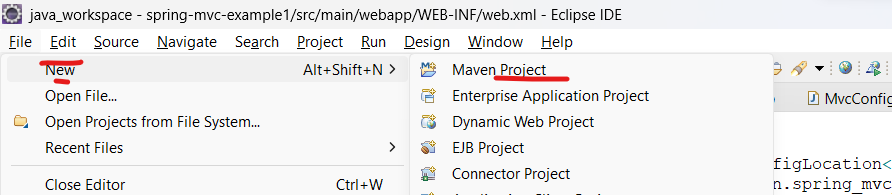 java_workspace - spring-mvc-example1/src/main/webapp/WEB-INF/web.xml - Eclipse IDE
File Edit Source Navigate Search Project Run Design Window Help
New Alt+Shift+N >
Open File...
Open Projects from File System...
Recent Files >
Close Editor Ctrl+W
Maven Project
Enterprise Application Project
Dynamic Web Project
EJB Project
Connector Project
MvcConfig
figLocation<
n.spring_mvc